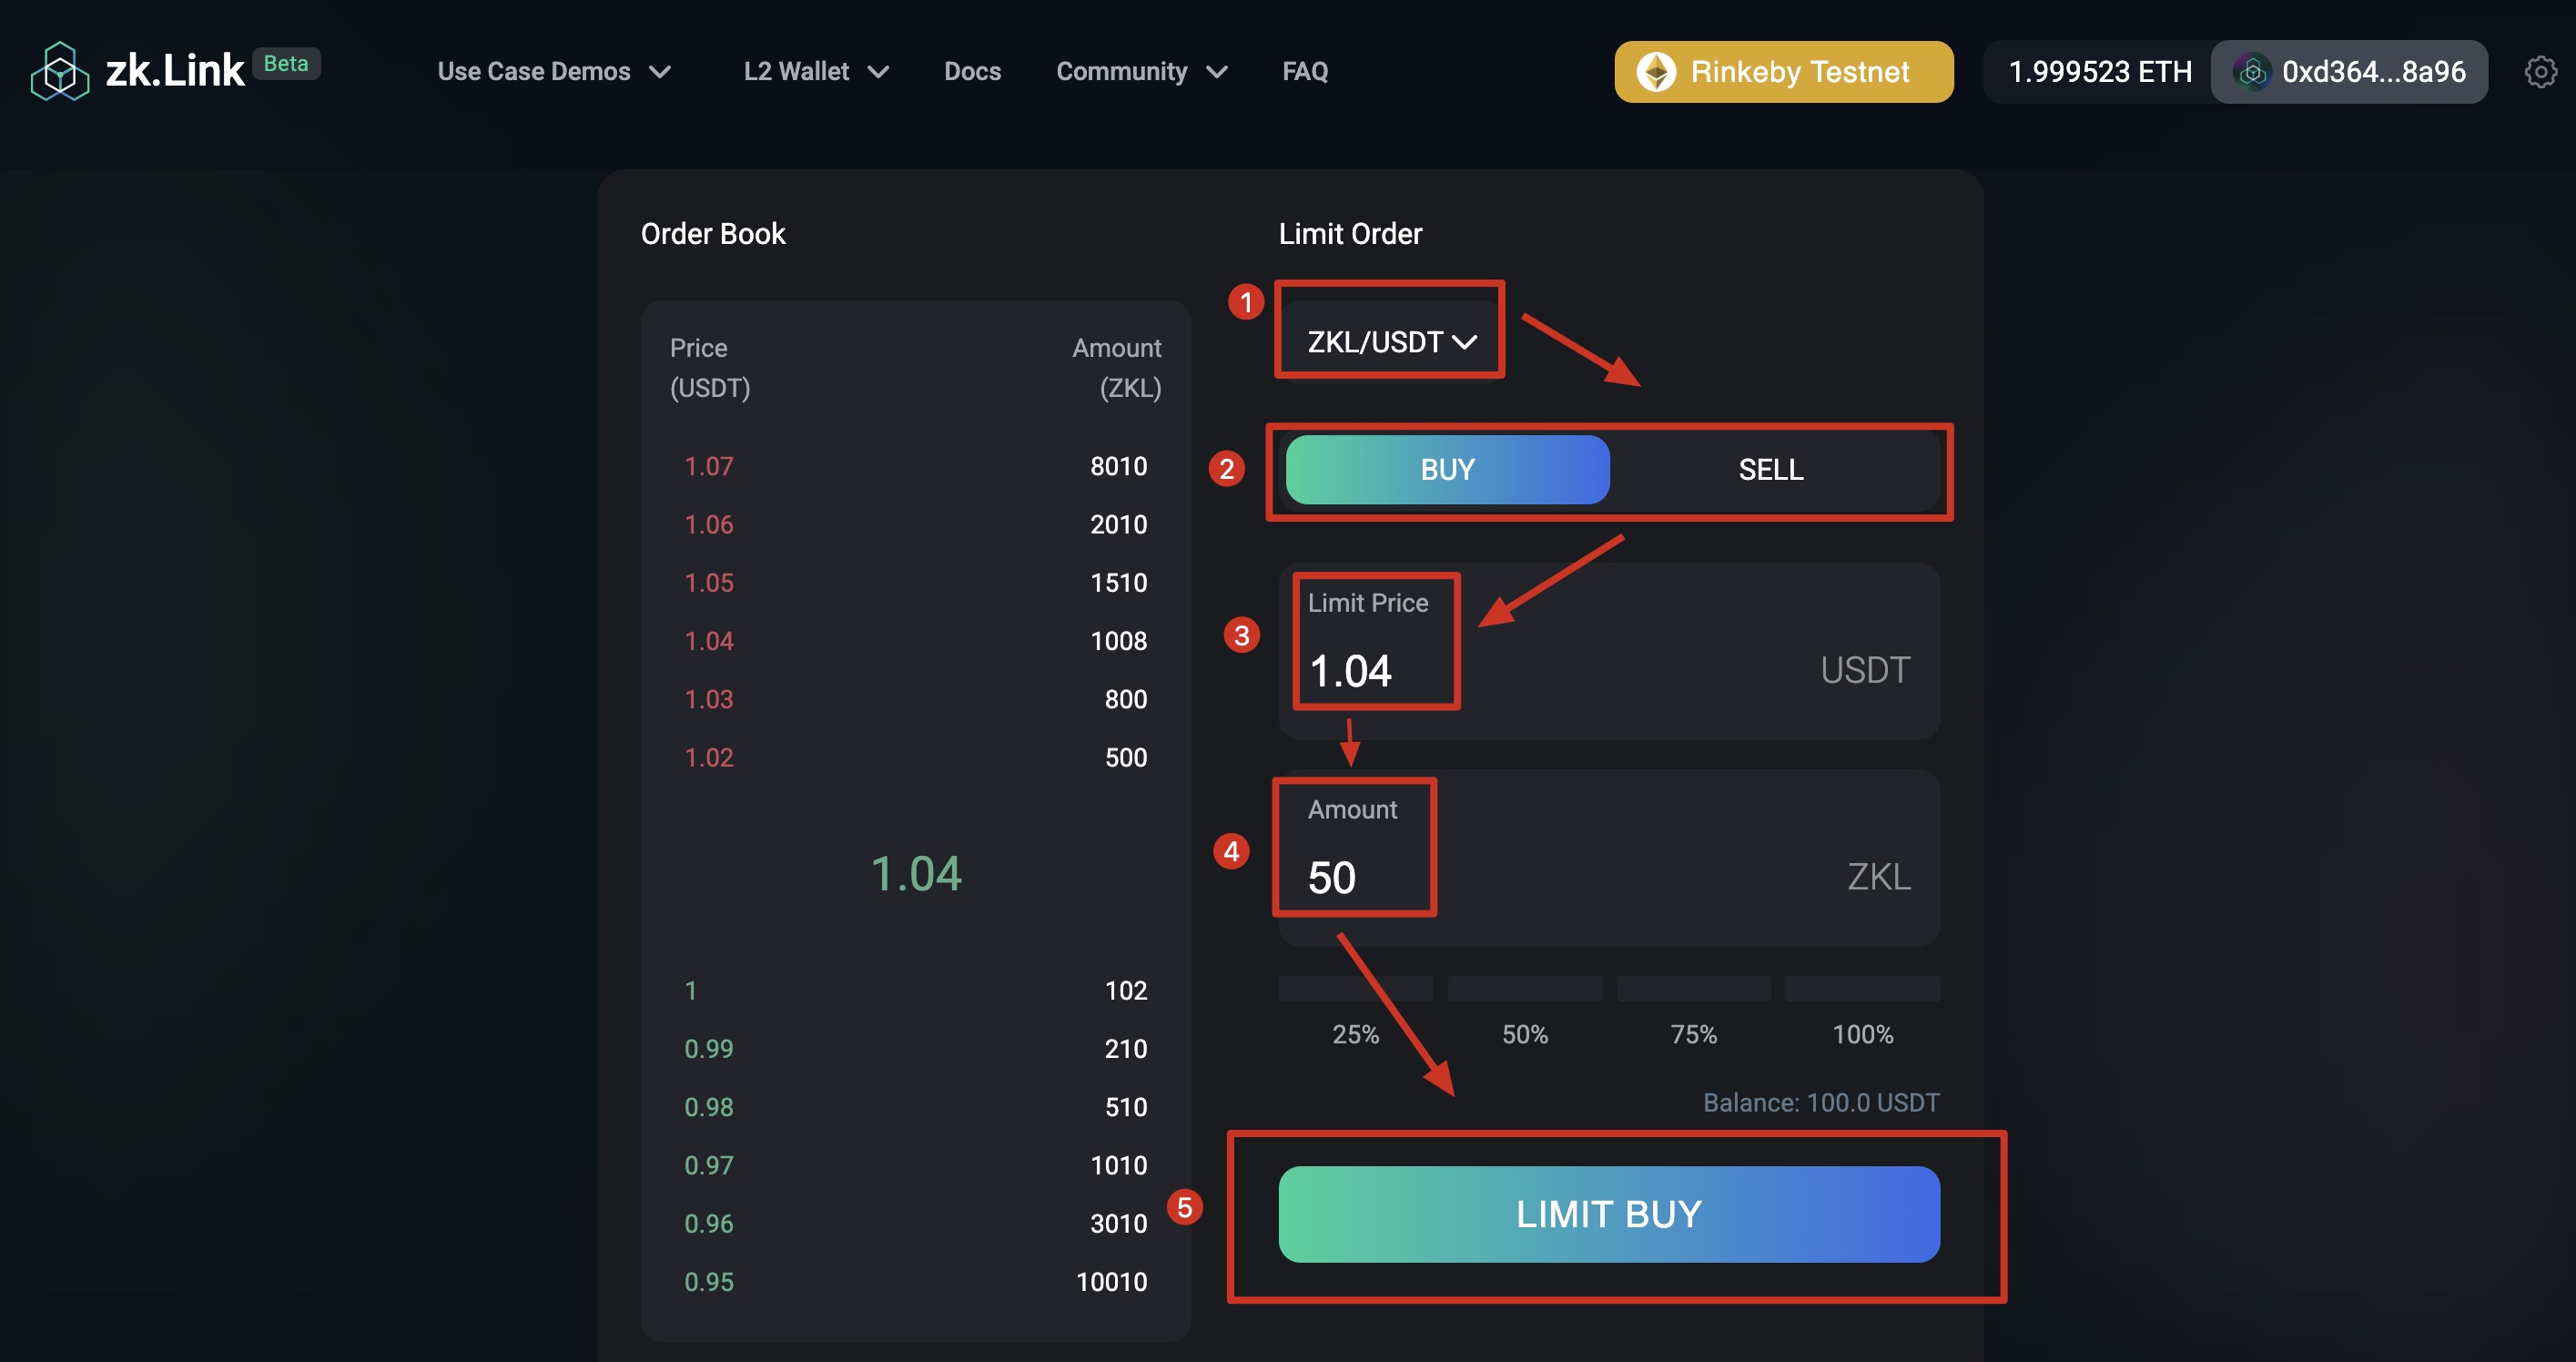 zk.Link Beta
Use Case Demos L2 Wallet Docs Community FAQ
Rinkeby Testnet
1.999523 ETH 0xd364...8a96
Order Book
Price Amount
(USDT) (ZKL)
1.07 8010
1.06 2010
1.05 1510
1.04 1008
1.03 800
1.02 500
1.04
1 102
0.99 210
0.98 510
0.97 1010
0.96 3010
0.95 10010
Limit Order
1
ZKL/USDT
2
BUY SELL
3
Limit Price
1.04 USDT
4
Amount
50 ZKL
25% 50% 75% 100%
Balance: 100.0 USDT
5
LIMIT BUY